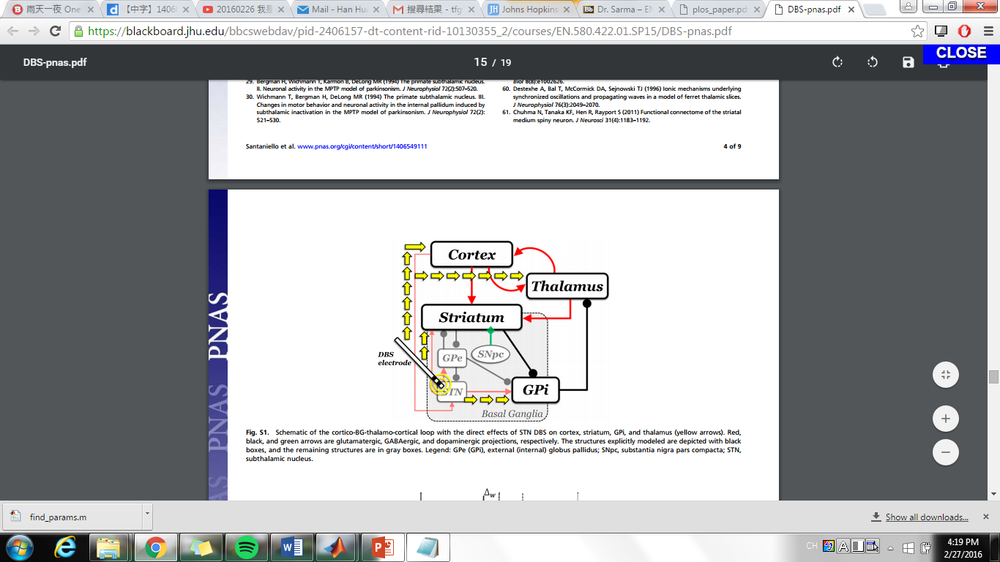 兩天一夜 One
【中字】1406
20160226 我是
Mail - Han Hu
搜尋結果 - tfg
Johns Hopkins
Dr. Sarma – EN
plos_paper.pd
DBS-pnas.pdf
https://blackboard.jhu.edu/bbcswebdav/pid-2406157-dt-content-rid-10130355_2/courses/EN.580.422.01.SP15/DBS-pnas.pdf
DBS-pnas.pdf
15 / 19
CLOSE
29. Bergman H, Wichmann T, Karmon B, DeLong MR (1994) The primate subthalamic nucleus.
II. Neuronal activity in the MPTP model of parkinsonism. J Neurophysiol 72(2):507–520.
30. Wichmann T, Bergman H, DeLong MR (1994) The primate subthalamic nucleus. III.
Changes in motor behavior and neuronal activity in the internal pallidum induced by
subthalamic inactivation in the MPTP model of parkinsonism. J Neurophysiol 72(2):
521–530.
Biol 8(8):e1002626.
60. Destexhe A, Bal T, McCormick DA, Sejnowski TJ (1996) Ionic mechanisms underlying
synchronized oscillations and propagating waves in a model of ferret thalamic slices.
J Neurophysiol 76(3):2049–2070.
61. Chuhma N, Tanaka KF, Hen R, Rayport S (2011) Functional connectome of the striatal
medium spiny neuron. J Neurosci 31(4):1183–1192.
Santaniello et al. www.pnas.org/cgi/content/short/1406549111
4 of 9
PNAS
PNAS
PNAS
Cortex
Thalamus
Striatum
DBS
electrode
GPe
SNpc
STN
GPi
Basal Ganglia
Fig. S1. Schematic of the cortico-BG-thalamo-cortical loop with the direct effects of STN DBS on cortex, striatum, GPi, and thalamus (yellow arrows). Red,
black, and green arrows are glutamatergic, GABAergic, and dopaminergic projections, respectively. The structures explicitly modeled are depicted with black
boxes, and the remaining structures are in gray boxes. Legend: GPe (GPi), external (internal) globus pallidus; SNpc, substantia nigra pars compacta; STN,
subthalamic nucleus.
Δw
find_params.m
Show all downloads...
CH
4:19 PM
2/27/2016